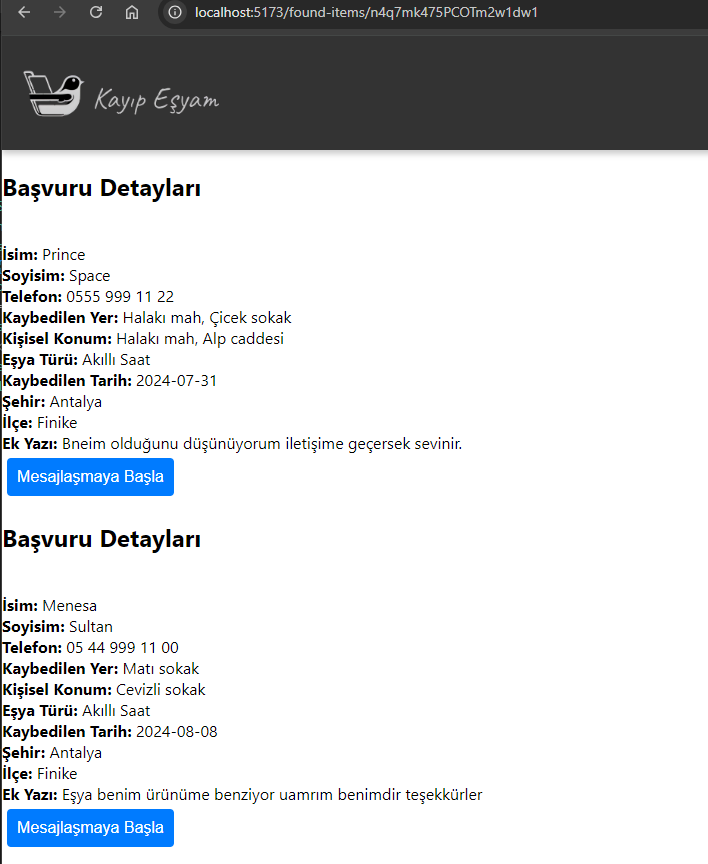 localhost:5173/found-items/n4q7mk475PCOTm2w1dw1
Kayıp Eşyam
Başvuru Detayları
İsim: Prince
Soyisim: Space
Telefon: 0555 999 11 22
Kaybedilen Yer: Halakı mah, Çicek sokak
Kişisel Konum: Halakı mah, Alp caddesi
Eşya Türü: Akıllı Saat
Kaybedilen Tarih: 2024-07-31
Şehir: Antalya
İlçe: Finike
Ek Yazı: Bneim olduğunu düşünüyorum iletişime geçersek sevinir.
Mesajlaşmaya Başla
Başvuru Detayları
İsim: Menesa
Soyisim: Sultan
Telefon: 05 44 999 11 00
Kaybedilen Yer: Matı sokak
Kişisel Konum: Cevizli sokak
Eşya Türü: Akıllı Saat
Kaybedilen Tarih: 2024-08-08
Şehir: Antalya
İlçe: Finike
Ek Yazı: Eşya benim ürünüme benziyor uamrım benimdir teşekkürler
Mesajlaşmaya Başla